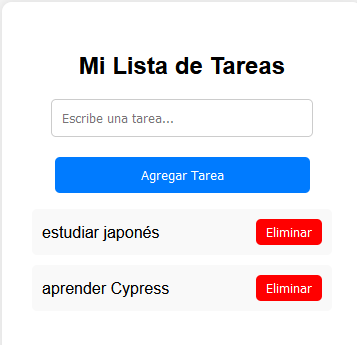 Mi Lista de Tareas
Escribe una tarea...
Agregar Tarea
estudiar japonés
Eliminar
aprender Cypress
Eliminar